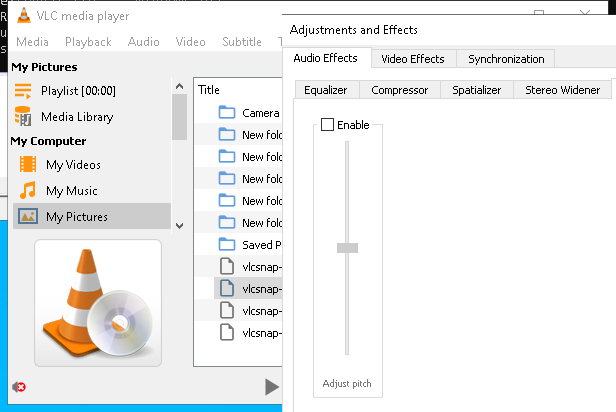 VLC media player
Media Playback Audio Video Subtitle
My Pictures
Playlist [00:00]
Media Library
My Computer
My Videos
My Music
My Pictures
Title
Camera
New fold
New fold
New fold
New fold
New fold
New fold
Saved P
vlcsnap-
vlcsnap-
vlcsnap-
vlcsnap-
Adjustments and Effects
Audio Effects Video Effects Synchronization
Equalizer Compressor Spatializer Stereo Widener
Enable
Adjust pitch